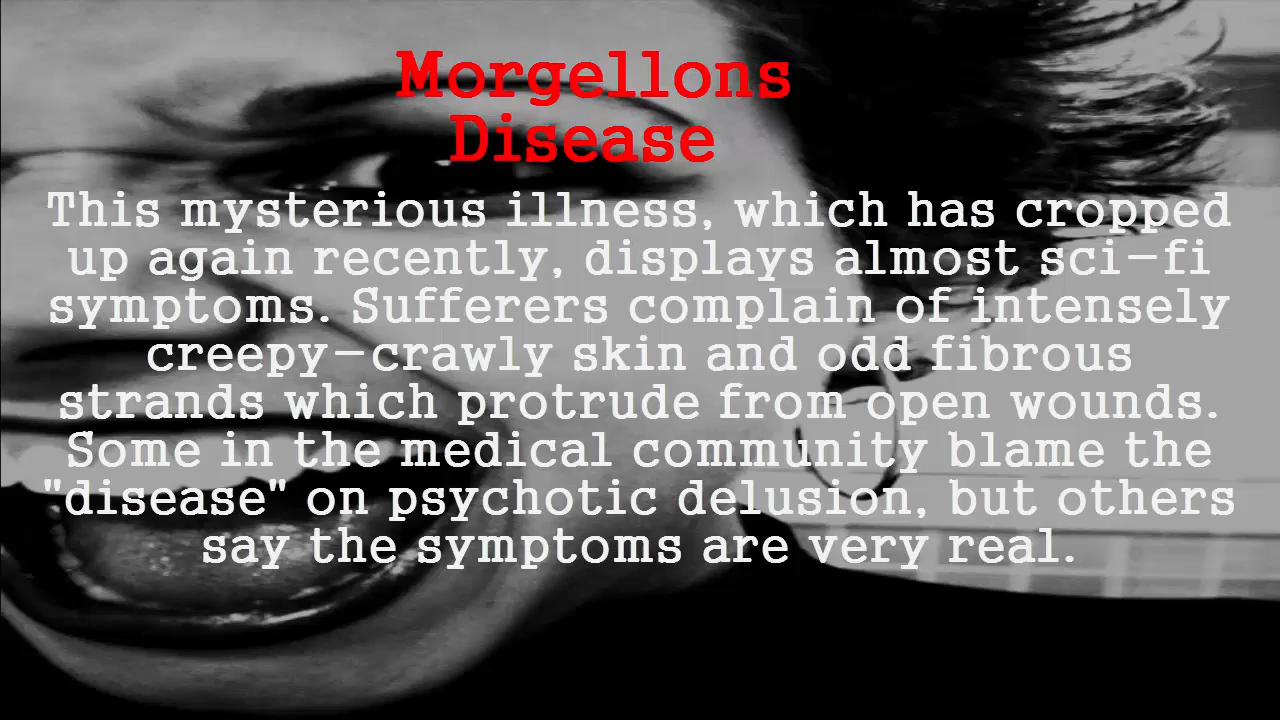 Morgellons
Disease
This mysterious illness, which has cropped
up again recently, displays almost sci-fi
symptoms. Sufferers complain of intensely
creepy-crawly skin and odd fibrous
strands which protrude from open wounds.
Some in the medical community blame the
"disease" on psychotic delusion, but others
say the symptoms are very real.